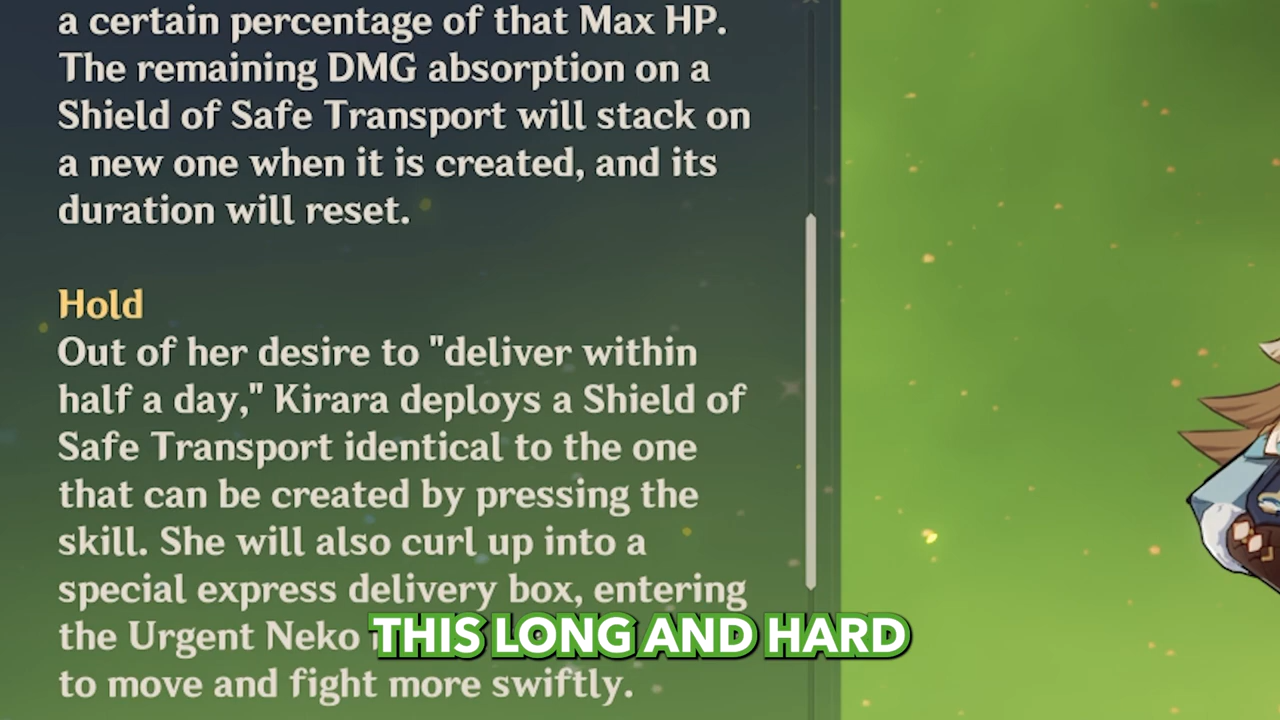 a certain percentage of that Max HP.
The remaining DMG absorption on a
Shield of Safe Transport will stack on
a new one when it is created, and its
duration will reset.
Hold
Out of her desire to "deliver within
half a day," Kirara deploys a Shield of
Safe Transport identical to the one
that can be created by pressing the
skill. She will also curl up into a
special express delivery box, entering
the Urgent Neko
THIS LONG AND HARD
to move and fight more swiftly.